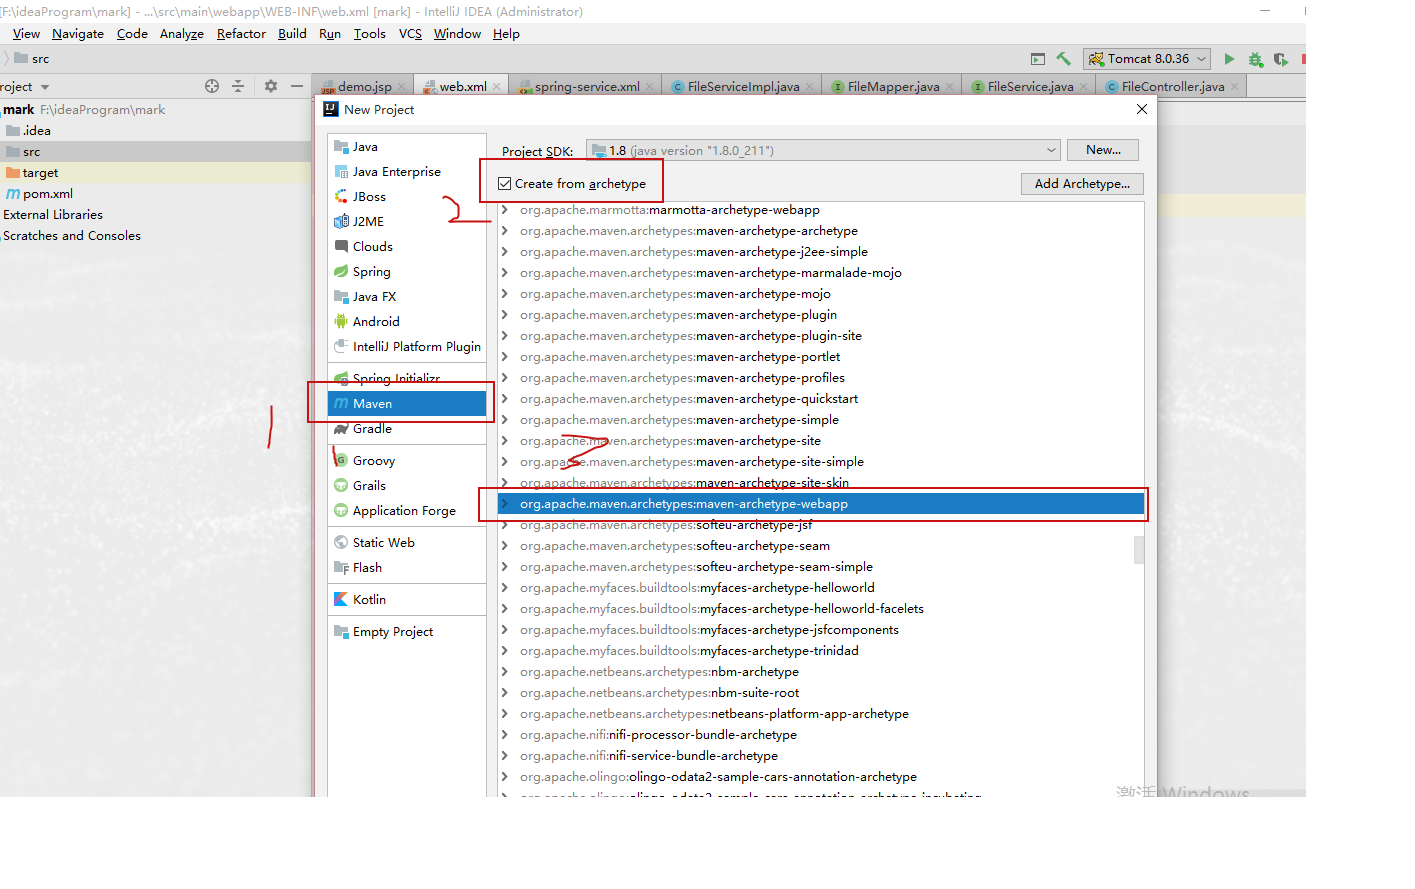 [F:\ideaProgram\mark] - ...\src\main\webapp\WEB-INF\web.xml [mark] - IntelliJ IDEA (Administrator)
View Navigate Code Analyze Refactor Build Run Tools VCS Window Help
src
Tomcat 8.0.36
roject
demo.jsp web.xml spring-service.xml FileServiceImpl.java FileMapper.java FileService.java FileController.java
mark F:\ideaProgram\mark
.idea
src
target
pom.xml
External Libraries
Scratches and Consoles
New Project
Java
Java Enterprise
JBoss
J2ME
Clouds
Spring
Java FX
Android
IntelliJ Platform Plugin
Spring Initializr
Maven
Gradle
Groovy
Grails
Application Forge
Static Web
Flash
Kotlin
Empty Project
Project SDK: 1.8 (java version "1.8.0_211") New...
Create from archetype Add Archetype...
org.apache.marmotta:marmotta-archetype-webapp
org.apache.maven.archetypes:maven-archetype-archetype
org.apache.maven.archetypes:maven-archetype-j2ee-simple
org.apache.maven.archetypes:maven-archetype-marmalade-mojo
org.apache.maven.archetypes:maven-archetype-mojo
org.apache.maven.archetypes:maven-archetype-plugin
org.apache.maven.archetypes:maven-archetype-plugin-site
org.apache.maven.archetypes:maven-archetype-portlet
org.apache.maven.archetypes:maven-archetype-profiles
org.apache.maven.archetypes:maven-archetype-quickstart
org.apache.maven.archetypes:maven-archetype-simple
org.apache.maven.archetypes:maven-archetype-site
org.apache.maven.archetypes:maven-archetype-site-simple
org.apache.maven.archetypes:maven-archetype-site-skin
org.apache.maven.archetypes:maven-archetype-webapp
org.apache.maven.archetypes:softeu-archetype-jsf
org.apache.maven.archetypes:softeu-archetype-seam
org.apache.maven.archetypes:softeu-archetype-seam-simple
org.apache.myfaces.buildtools:myfaces-archetype-helloworld
org.apache.myfaces.buildtools:myfaces-archetype-helloworld-facelets
org.apache.myfaces.buildtools:myfaces-archetype-jsfcomponents
org.apache.myfaces.buildtools:myfaces-archetype-trinidad
org.apache.netbeans.archetypes:nbm-archetype
org.apache.netbeans.archetypes:nbm-suite-root
org.apache.netbeans.archetypes:netbeans-platform-app-archetype
org.apache.nifi:nifi-processor-bundle-archetype
org.apache.nifi:nifi-service-bundle-archetype
org.apache.olingo:olingo-odata2-sample-cars-annotation-archetype
org.apache.olingo:olingo-odata2-sample-cars-annotation-archetype-incubating
1
2
激活 Windows